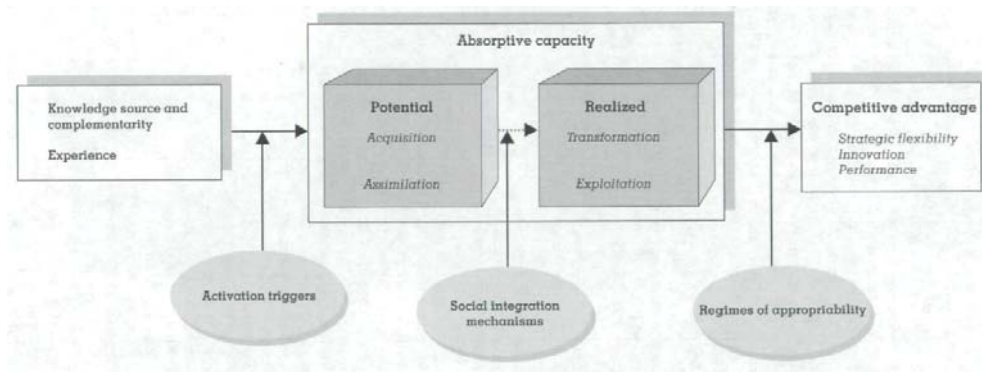 Absorptive capacity
Knowledge source and
complementarity
Experience
Potential
Acquisition
Assimilation
Realized
Transformation
Exploitation
Competitive advantage
Strategic flexibility
Innovation
Performance
Activation triggers
Social integration
mechanisms
Regimes of appropriability